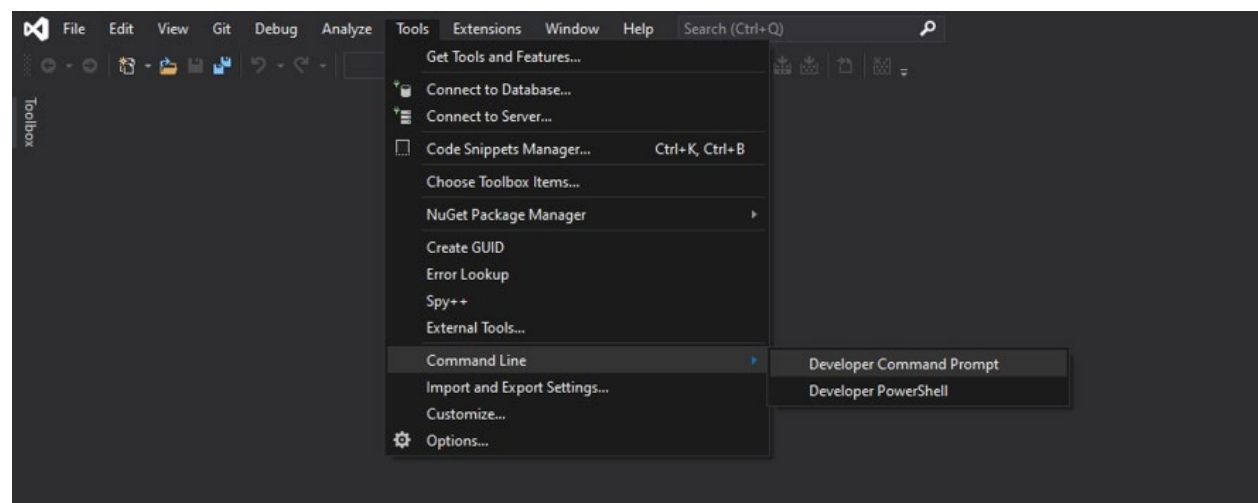 File Edit View Git Debug Analyze Tools Extensions Window Help Search (Ctrl+Q)
Get Tools and Features...
Toolbox
Connect to Database...
Connect to Server...
Code Snippets Manager... Ctrl+K, Ctrl+B
Choose Toolbox Items...
NuGet Package Manager
Create GUID
Error Lookup
Spy++
External Tools...
Command Line
Developer Command Prompt
Import and Export Settings...
Developer PowerShell
Customize...
Options...